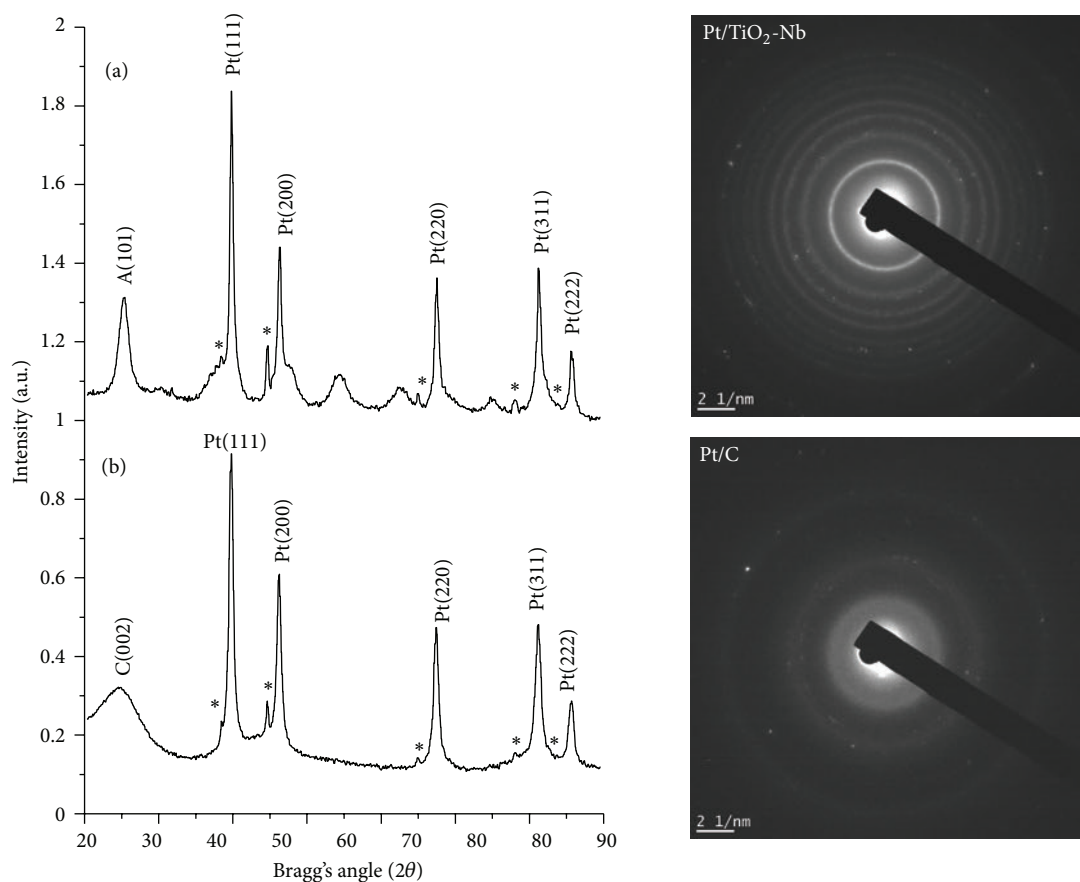 2
1.8
1.6
1.4
1.2
1
0.8
0.6
0.4
0.2
0
Intensity (a.u.)
(a)
A(101)
*
Pt(111)
*
Pt(200)
*
Pt(220)
*
Pt(311)
*
Pt(222)
(b)
C(002)
*
Pt(111)
*
Pt(200)
*
Pt(220)
*
Pt(311)
*
Pt(222)
20 30 40 50 60 70 80 90
Bragg's angle (2θ)
Pt/TiO₂-Nb
2 1/nm
Pt/C
2 1/nm